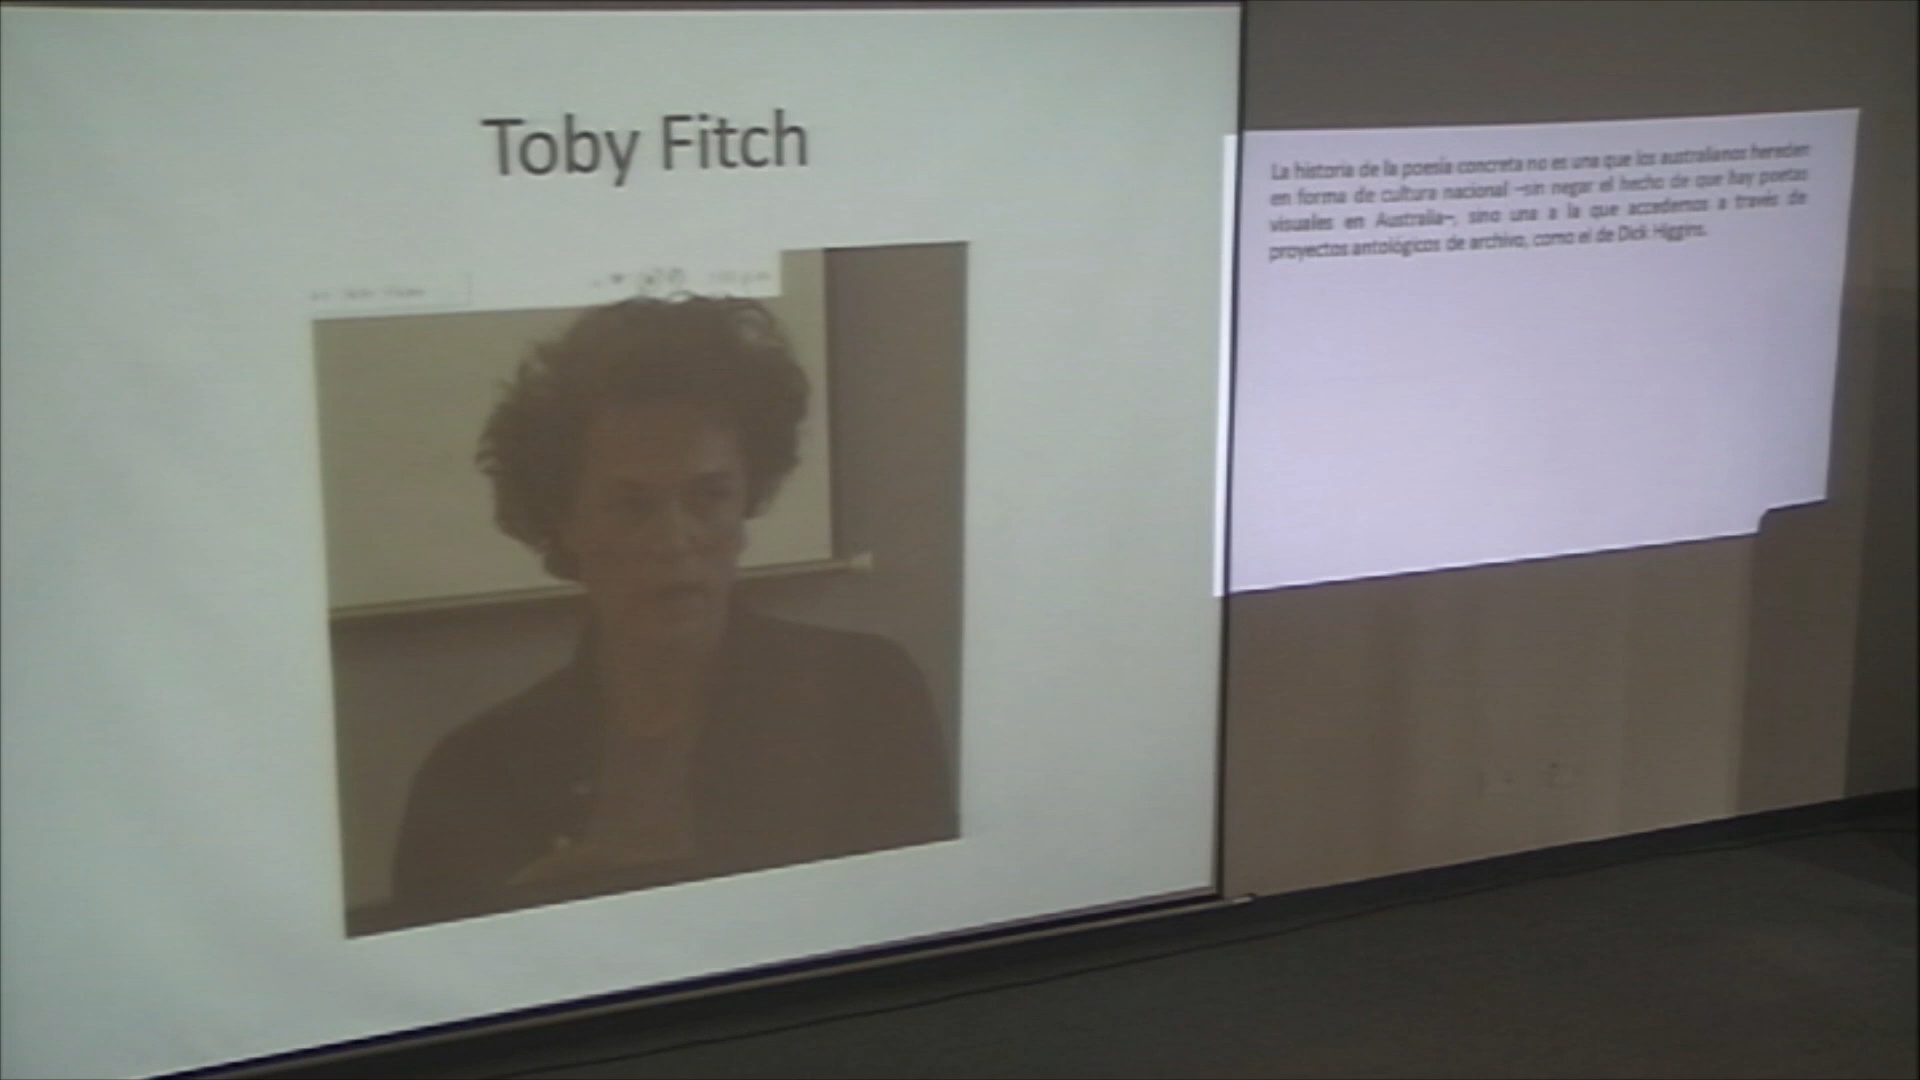 Toby Fitch
La historia de la poesía concreta no es una que los australianos hereden
en forma de cultura nacional –sin negar el hecho de que hay poetas
visuales en Australia–, sino una a la que accedemos a través de
proyectos antológicos de archivo, como el de Dick Higgins.